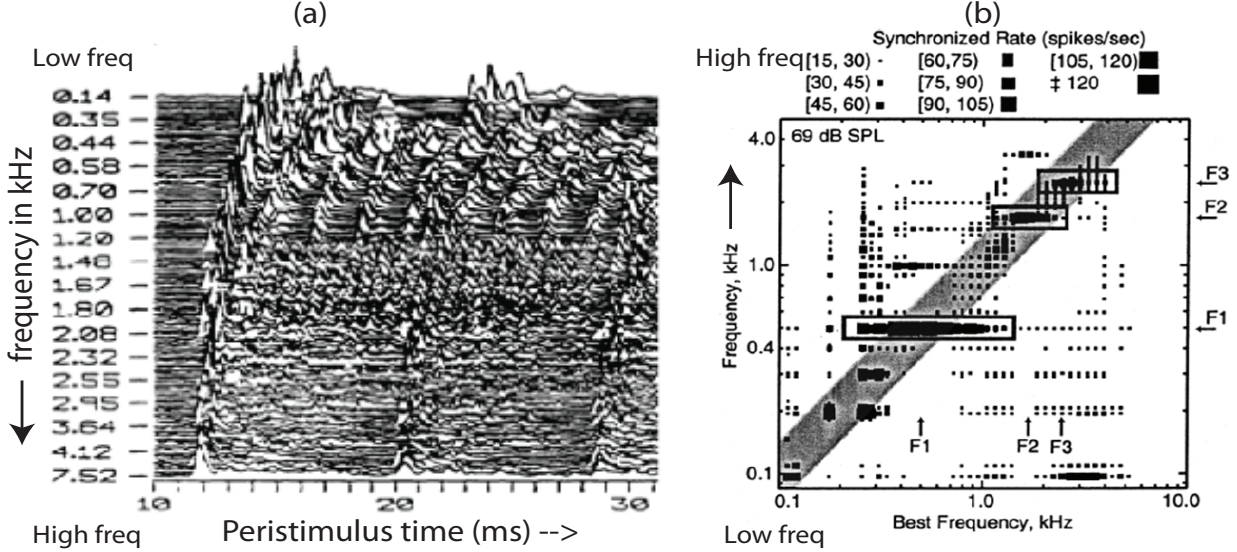 (a)
Low freq
0.14
0.35
0.44
0.58
0.70
1.00
1.20
1.48
1.67
1.80
2.08
2.32
2.55
2.95
3.64
4.12
7.52
frequency in kHz
10 20 30
High freq
Peristimulus time (ms) -->
(b)
High freq
Synchronized Rate (spikes/sec)
[15, 30) [60,75) [105, 120)
[30, 45) [75, 90) ‡ 120
[45, 60) [90, 105)
69 dB SPL
4.0
1.0
0.4
0.1
Frequency, kHz
F3
F2
F1
F1 F2 F3
0.1 1.0 10.0
Best Frequency, kHz
Low freq